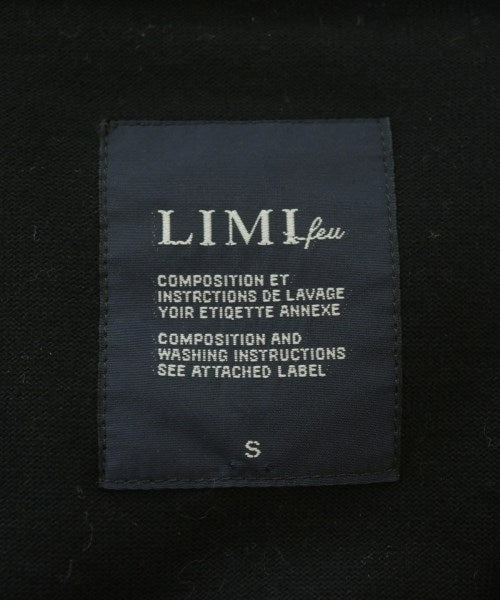 LIMI feu
COMPOSITION ET
INSTRCTIONS DE LAVAGE
YOIR ETIQETTE ANNEXE
COMPOSITION AND
WASHING INSTRUCTIONS
SEE ATTACHED LABEL
S